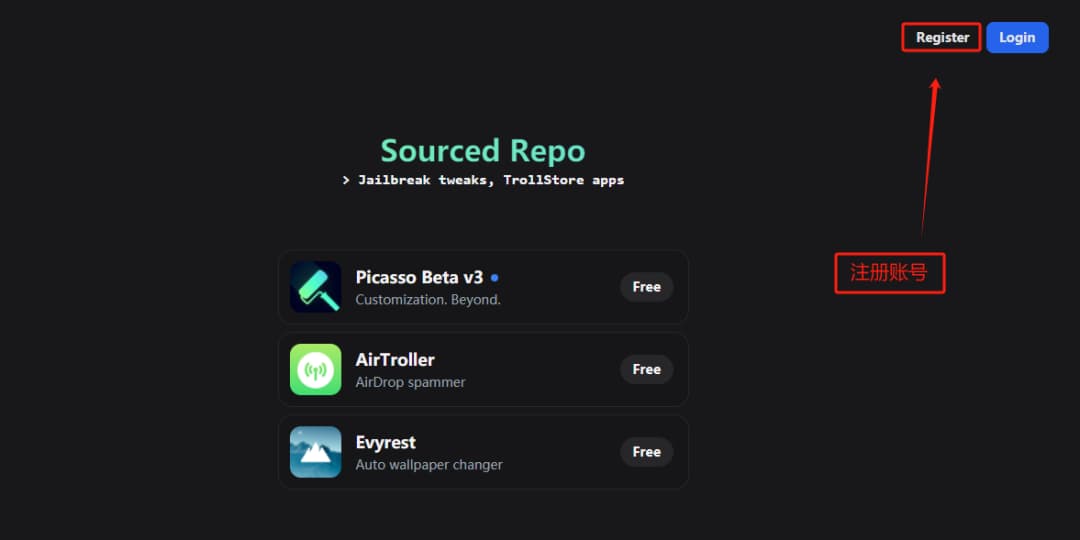 Register
Login
Sourced Repo
> Jailbreak tweaks, TrollStore apps
注册账号
Picasso Beta v3
Customization. Beyond.
Free
AirTroller
AirDrop spammer
Free
Evyrest
Auto wallpaper changer
Free